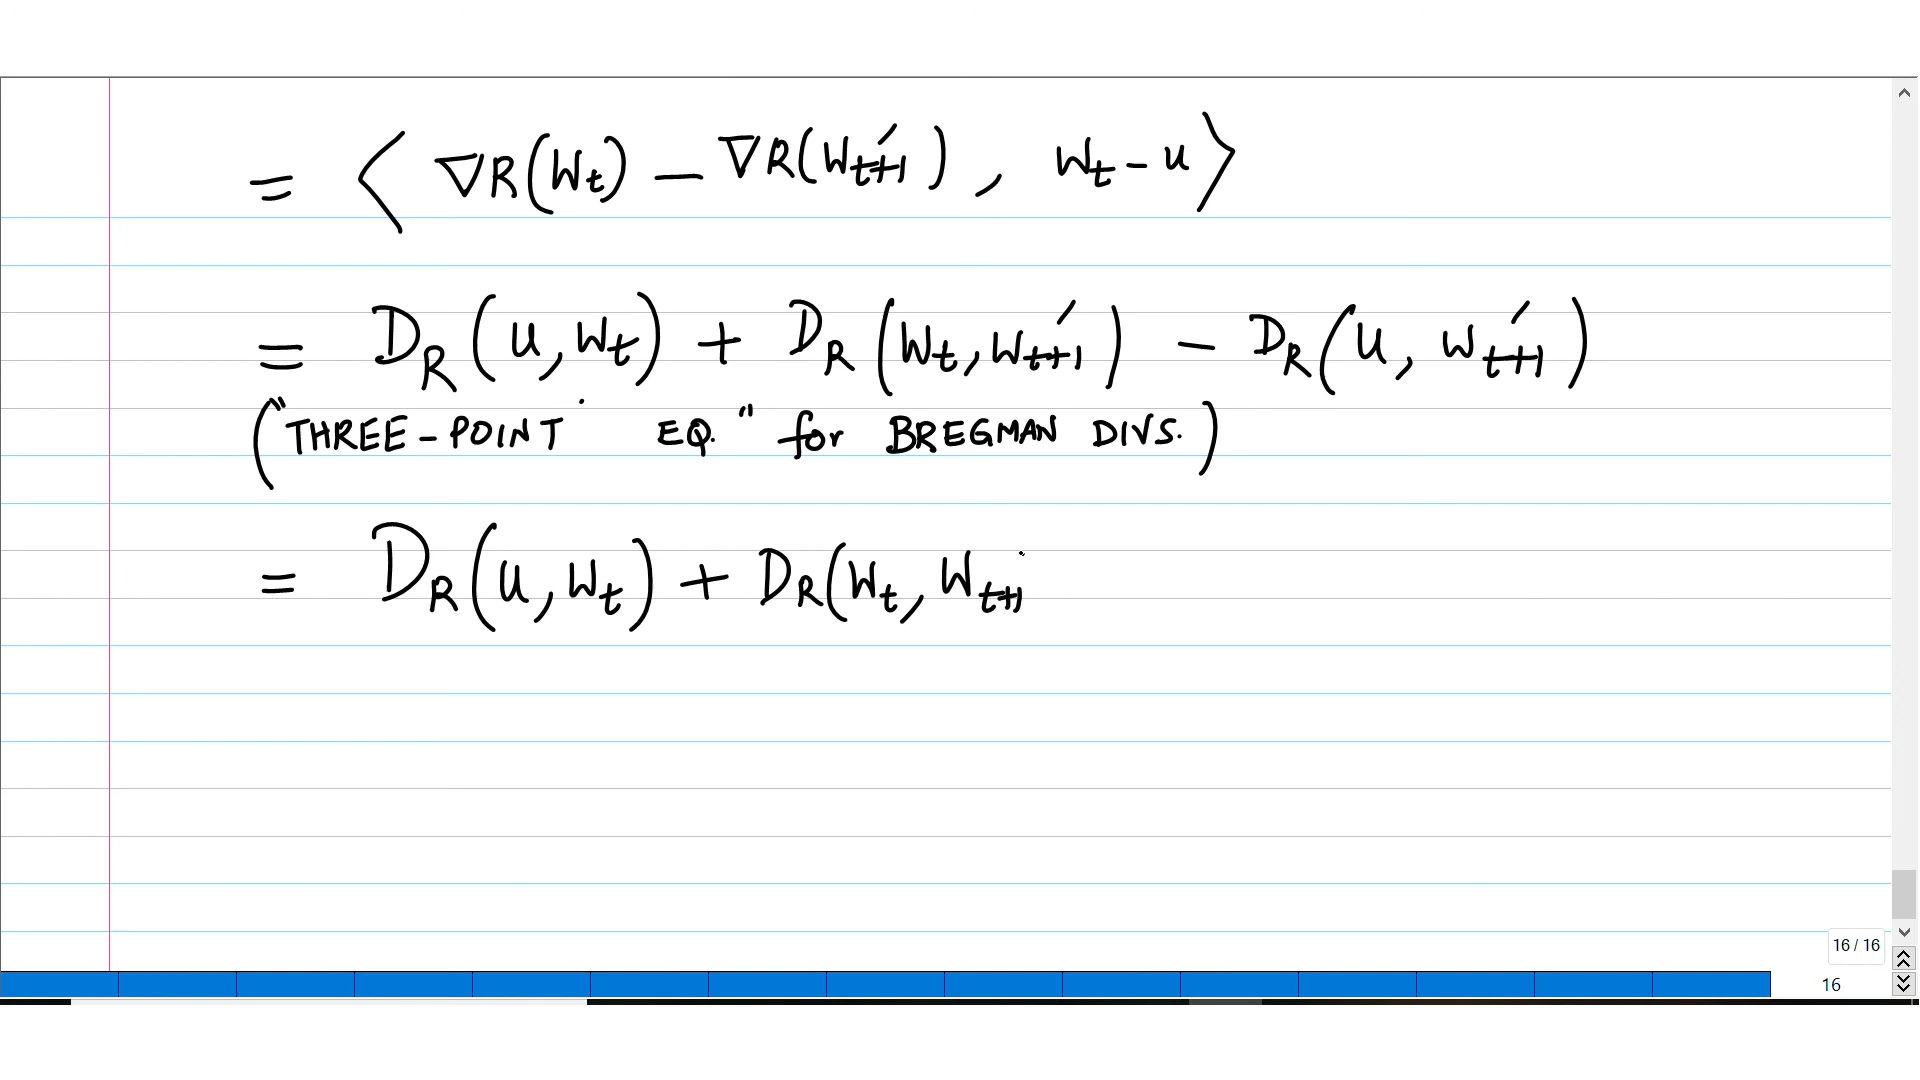 = ⟨ ∇R(W_t) − ∇R(W'_{t+1}) , W_t − u ⟩
= D_R(u, W_t) + D_R(W_t, W'_{t+1}) − D_R(u, W'_{t+1})
("THREE-POINT EQ." for BREGMAN DIVS.)
= D_R(u, W_t) + D_R(W_t, W_{t+1}
16 / 16
16